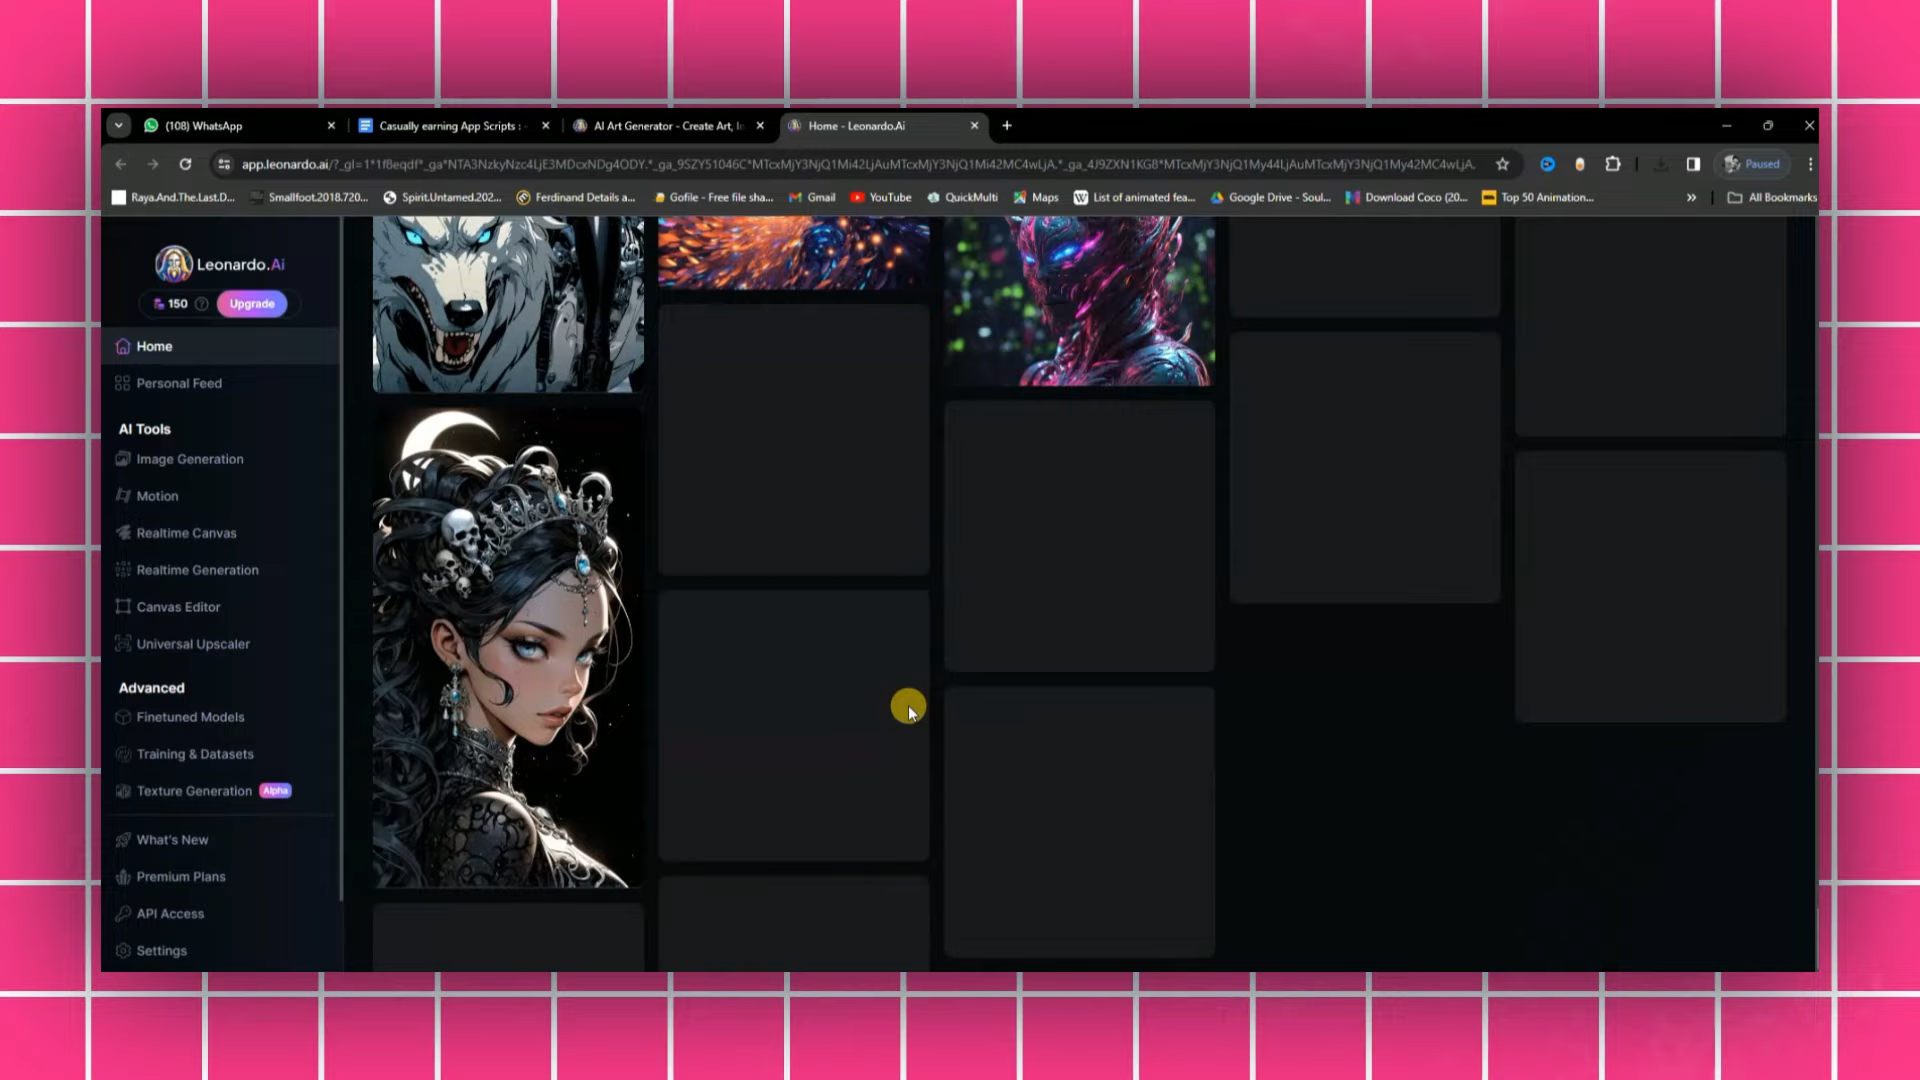 (108) WhatsApp
Casually earning App Scripts : -
AI Art Generator - Create Art, In
Home - Leonardo.Ai
Paused
Raya.And.The.Last.D...
Smallfoot.2018.720...
Spirit.Untamed.202...
Ferdinand Details a...
Gofile - Free file sha...
Gmail
YouTube
QuickMulti
Maps
List of animated fea...
Google Drive - Soul...
Download Coco (20...
Top 50 Animation...
All Bookmarks
Leonardo.Ai
150
Upgrade
Home
Personal Feed
AI Tools
Image Generation
Motion
Realtime Canvas
Realtime Generation
Canvas Editor
Universal Upscaler
Advanced
Finetuned Models
Training & Datasets
Texture Generation Alpha
What's New
Premium Plans
API Access
Settings